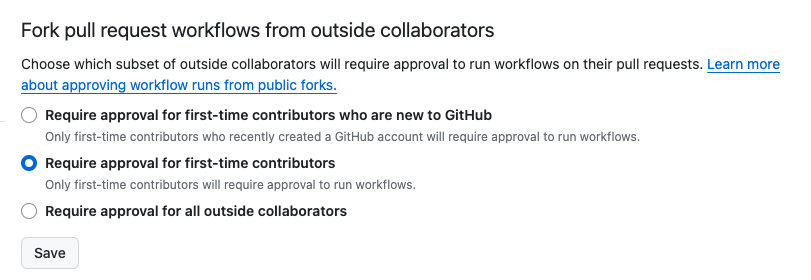 Fork pull request workflows from outside collaborators
Choose which subset of outside collaborators will require approval to run workflows on their pull requests. Learn more
about approving workflow runs from public forks.
Require approval for first-time contributors who are new to GitHub
Only first-time contributors who recently created a GitHub account will require approval to run workflows.
Require approval for first-time contributors
Only first-time contributors will require approval to run workflows.
Require approval for all outside collaborators
Save